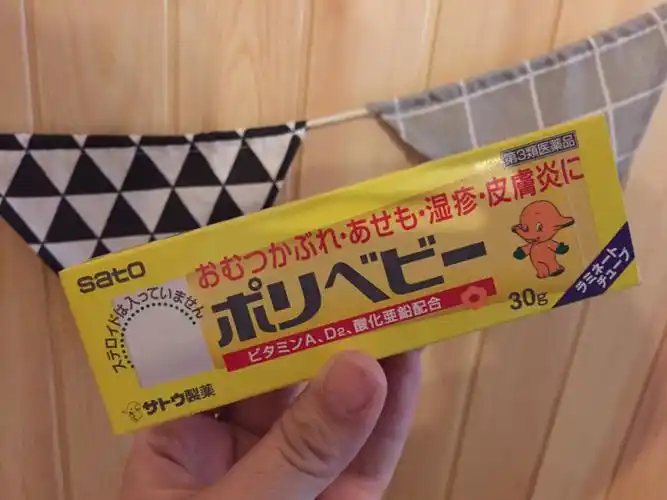 第3類医薬品
sato
おむつかぶれ・あせも・湿疹・皮膚炎に
ステロイドは入っていません
ポリベビー
ビタミンA、D2、酸化亜鉛配合
30g
ラミネート
チューブ
サトウ製薬